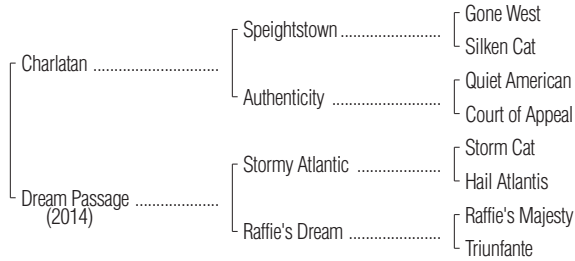 Gone West
Speightstown
Silken Cat
Charlatan
Quiet American
Authenticity
Court of Appeal
Storm Cat
Stormy Atlantic
Hail Atlantis
Dream Passage
(2014)
Raffie's Majesty
Raffie's Dream
Triunfante